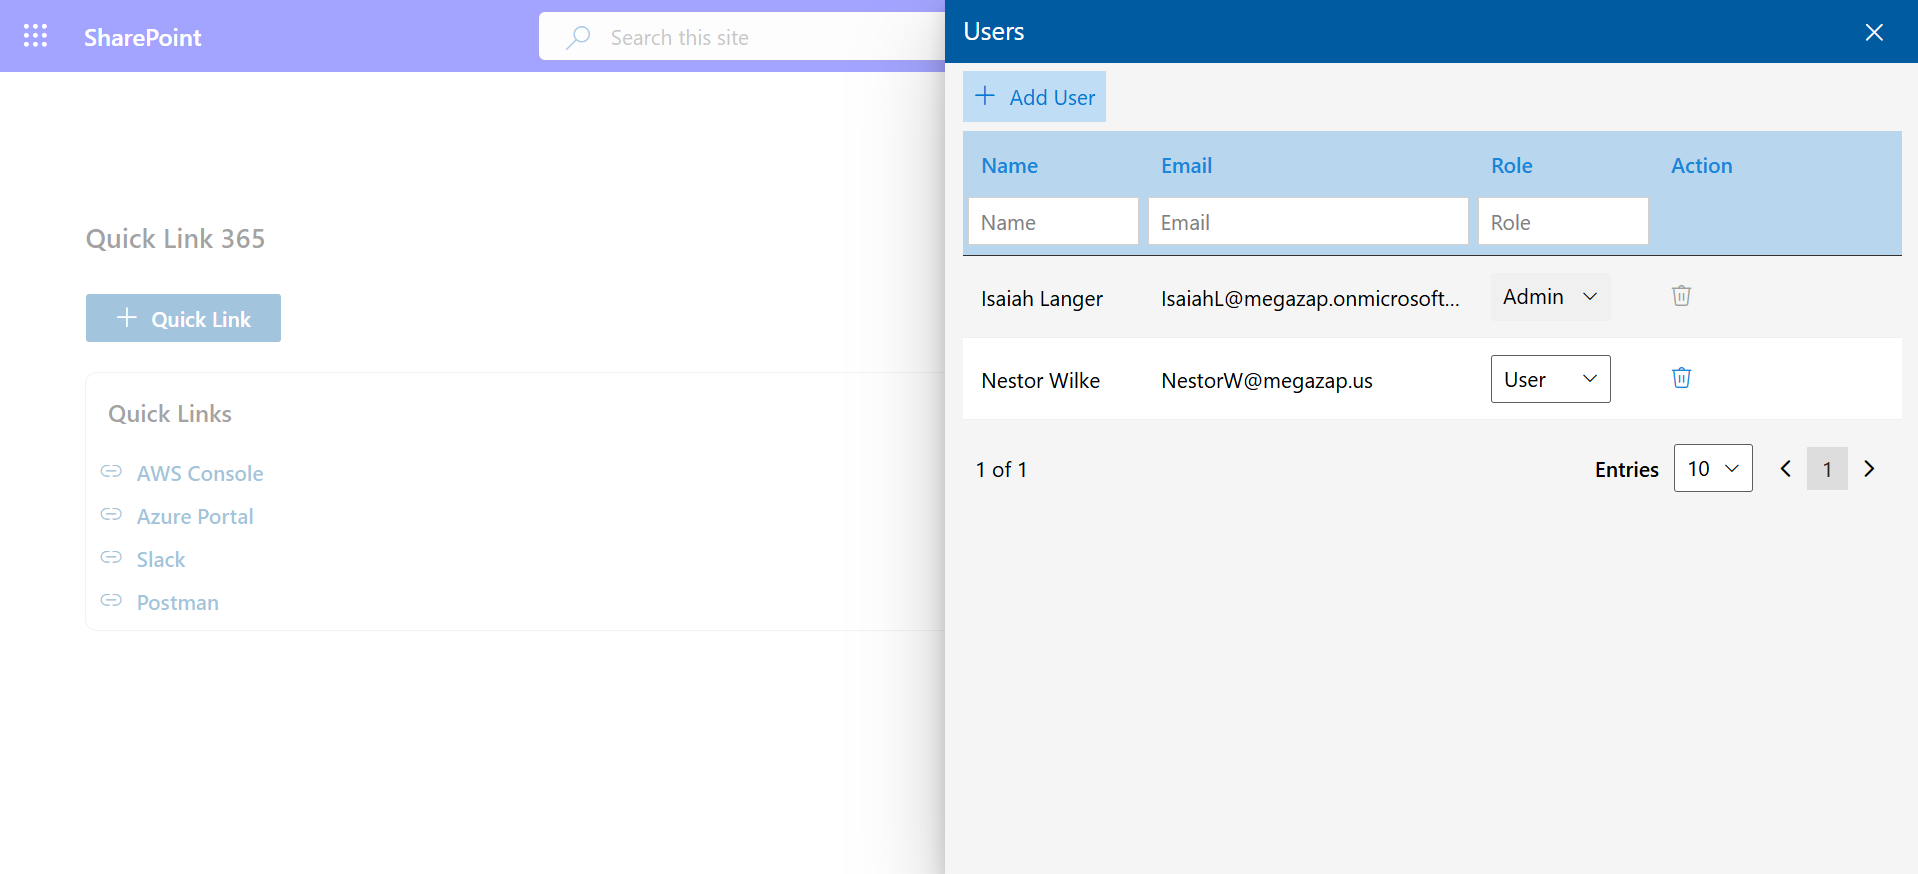 SharePoint
Search this site
Quick Link 365
Quick Link
Quick Links
AWS Console
Azure Portal
Slack
Postman
Users
Add User
Name Email Role Action
Name Email Role
Isaiah Langer IsaiahL@megazap.onmicrosoft... Admin
Nestor Wilke NestorW@megazap.us User
1 of 1 Entries 10 1